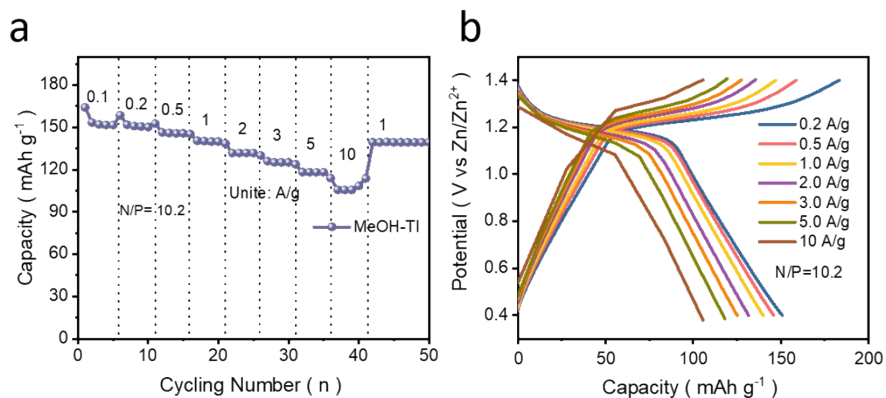 a
180
150
120
90
60
30
0
0.1
0.2
0.5
1
2
3
5
10
1
N/P= 10.2
Unite: A/g
MeOH-TI
Capacity ( mAh g⁻¹)
0 10 20 30 40 50
Cycling Number ( n )
b
1.4
1.2
1.0
0.8
0.6
0.4
0.2 A/g
0.5 A/g
1.0 A/g
2.0 A/g
3.0 A/g
5.0 A/g
10 A/g
N/P=10.2
Potential ( V vs Zn/Zn²⁺)
0 50 100 150 200
Capacity ( mAh g⁻¹)